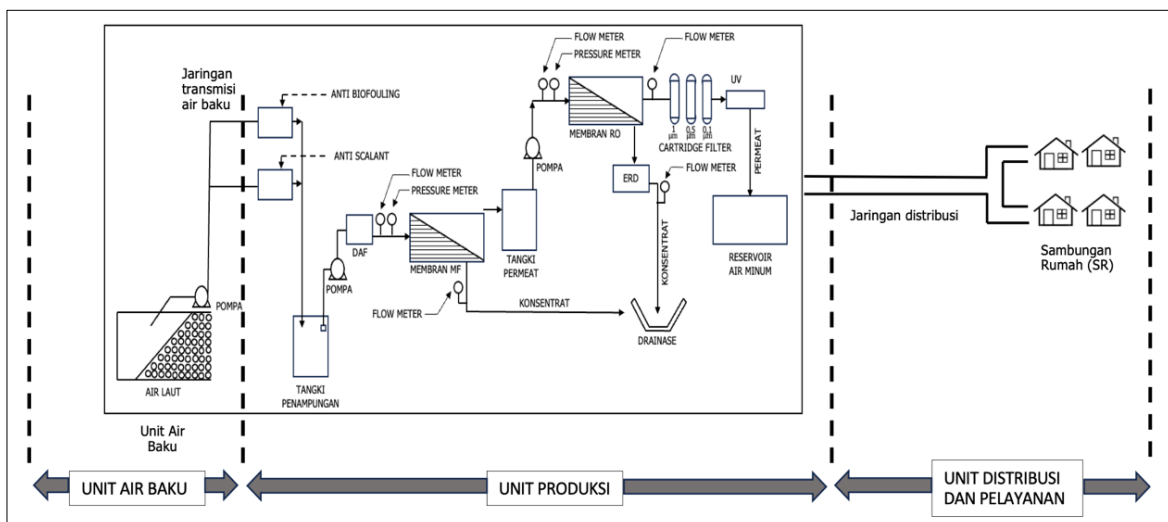 FLOW METER
PRESSURE METER
FLOW METER
Jaringan
transmisi
air baku
ANTI BIOFOULING
UV
MEMBRAN RO
1
µm
0,5
µm
0,1
µm
CARTRIDGE FILTER
PERMEAT
ANTI SCALANT
POMPA
FLOW METER
PRESSURE METER
ERD
FLOW METER
DAF
MEMBRAN MF
TANGKI
PERMEAT
KONSENTRAT
RESERVOIR
AIR MINUM
Jaringan distribusi
Sambungan
Rumah (SR)
POMPA
POMPA
FLOW METER
KONSENTRAT
DRAINASE
AIR LAUT
TANGKI
PENAMPUNGAN
Unit Air
Baku
UNIT AIR BAKU
UNIT PRODUKSI
UNIT DISTRIBUSI
DAN PELAYANAN